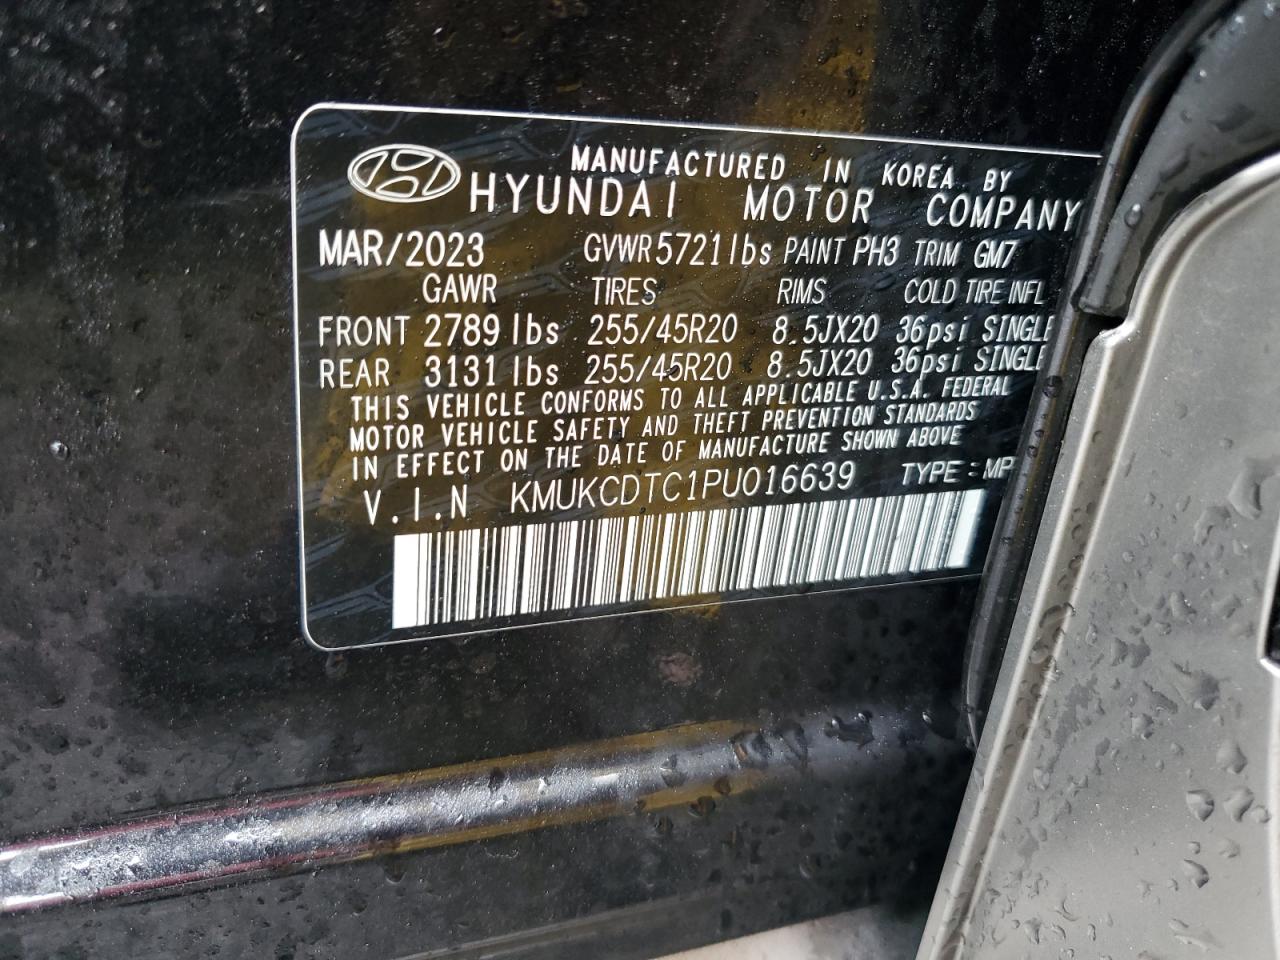 MANUFACTURED IN KOREA BY
HYUNDAI MOTOR COMPANY
MAR/2023 GVWR 5721lbs PAINT PH3 TRIM GM7
GAWR TIRES RIMS COLD TIRE INFL
FRONT 2789 lbs 255/45R20 8.5JX20 36psi SINGLE
REAR 3131 lbs 255/45R20 8.5JX20 36psi SINGLE
THIS VEHICLE CONFORMS TO ALL APPLICABLE U.S.A. FEDERAL
MOTOR VEHICLE SAFETY AND THEFT PREVENTION STANDARDS
IN EFFECT ON THE DATE OF MANUFACTURE SHOWN ABOVE
V.I.N KMUKCDTC1PU016639 TYPE : MP